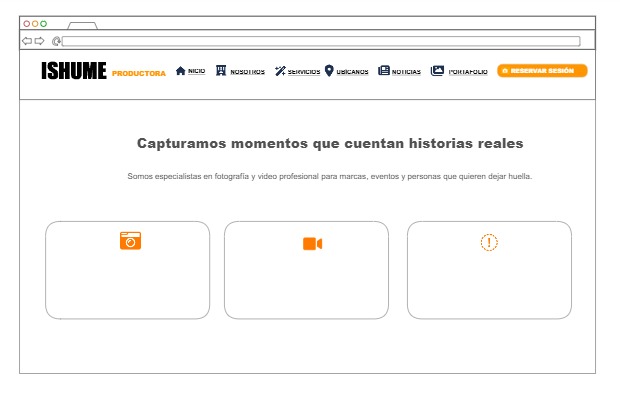 ISHUME PRODUCTORA INICIO NOSOTROS SERVICIOS UBÍCANOS NOTICIAS PORTAFOLIO RESERVAR SESIÓN
Capturamos momentos que cuentan historias reales
Somos especialistas en fotografía y video profesional para marcas, eventos y personas que quieren dejar huella.